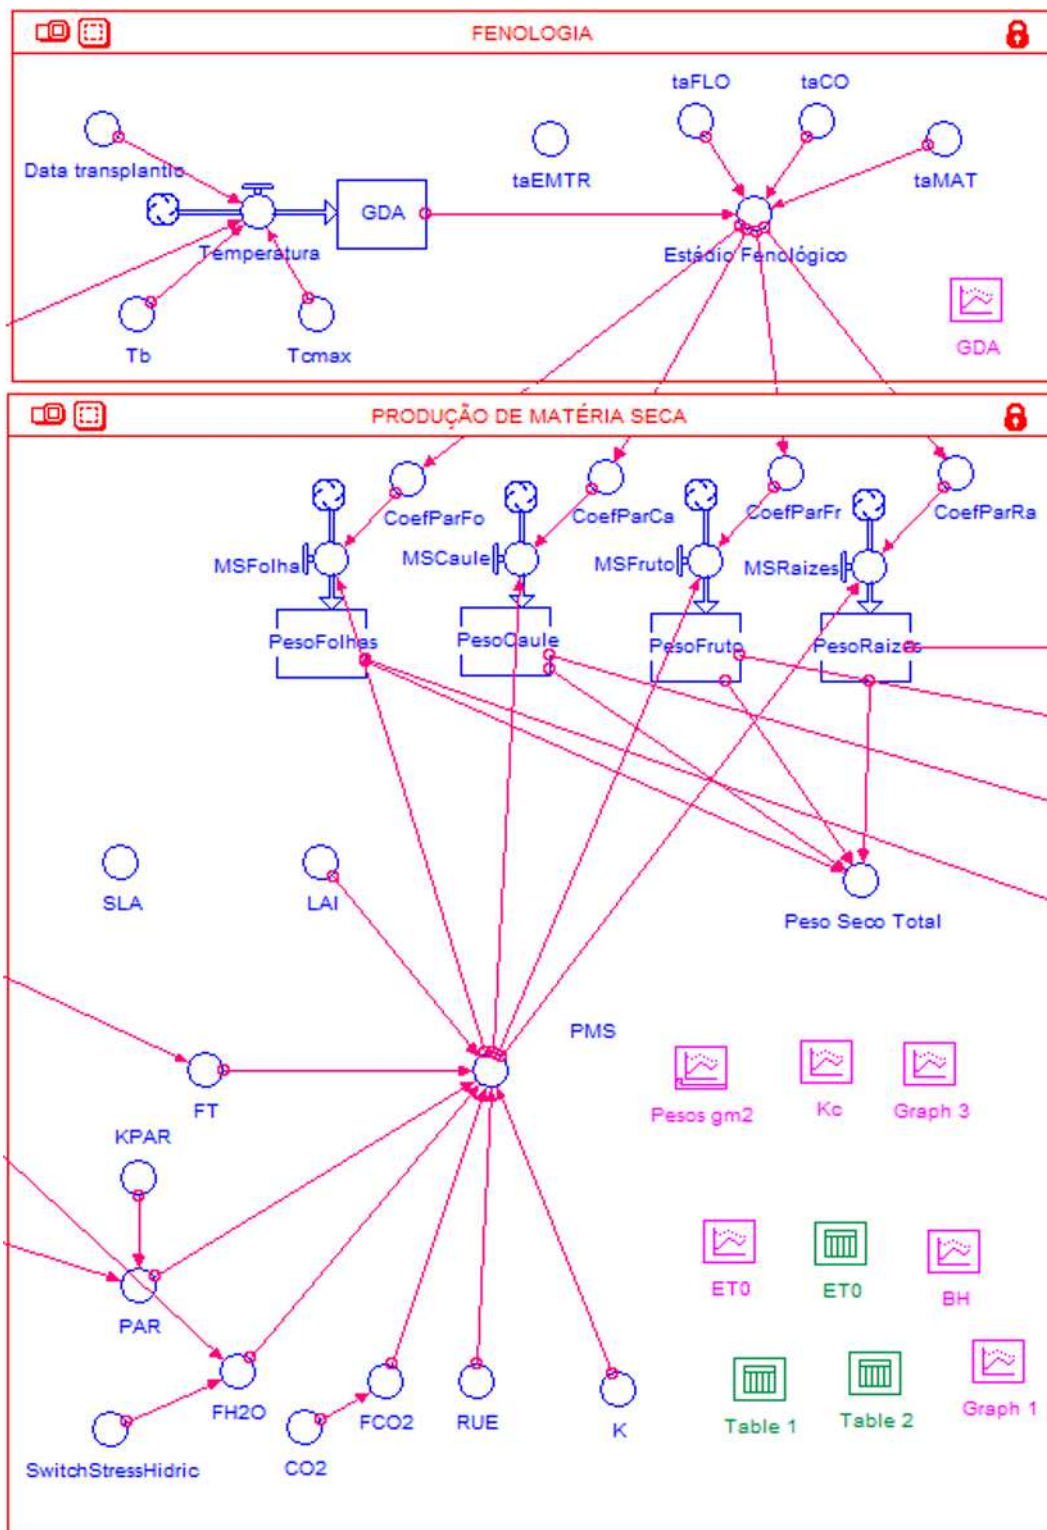 FENOLOGIA
taFLO
taCO
Data transplantio
taEMTR
taMAT
GDA
Temperatura
Estádio Fenológico
Tb
Tcmax
GDA
PRODUÇÃO DE MATÉRIA SECA
CoefParFo
CoefParCa
CoefParFr
CoefParRa
MSFolha
MSCaule
MSFruto
MSRaizes
PesoFolhas
PesoCaule
PesoFruto
PesoRaizes
SLA
LAI
Peso Seco Total
PMS
FT
Pesos gm2
Kc
Graph 3
KPAR
PAR
ET0
ET0
BH
FH2O
FCO2
RUE
K
Table 1
Table 2
Graph 1
SwitchStressHidric
CO2